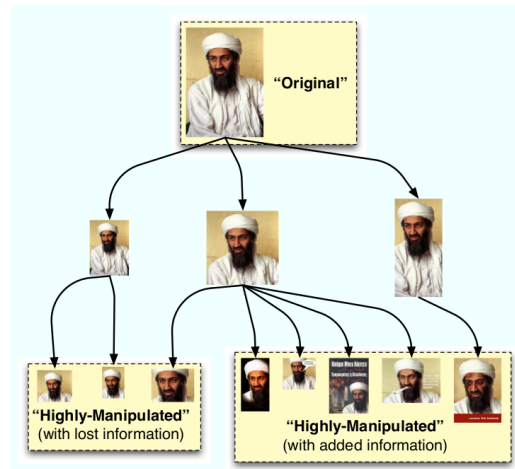 “Original”
“Highly-Manipulated”
(with lost information)
“Highly-Manipulated”
(with added information)